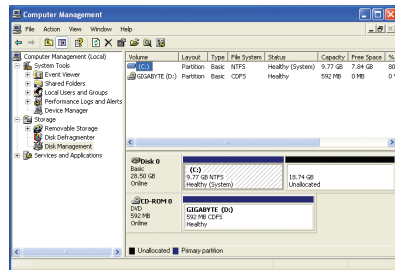 Computer Management
File Action View Window Help
Computer Management (Local)
System Tools
Event Viewer
Shared Folders
Local Users and Groups
Performance Logs and Alerts
Device Manager
Storage
Removable Storage
Disk Defragmenter
Disk Management
Services and Applications
Volume Layout Type File System Status Capacity Free Space %
(C:) Partition Basic NTFS Healthy (System) 9.77 GB 7.84 GB 80
GIGABYTE (D:) Partition Basic CDFS Healthy 592 MB 0 MB 0 %
Disk 0
Basic
28.50 GB
Online
(C:)
9.77 GB NTFS
Healthy (System)
18.74 GB
Unallocated
CD-ROM 0
DVD
592 MB
Online
GIGABYTE (D:)
592 MB CDFS
Healthy
Unallocated Primary partition